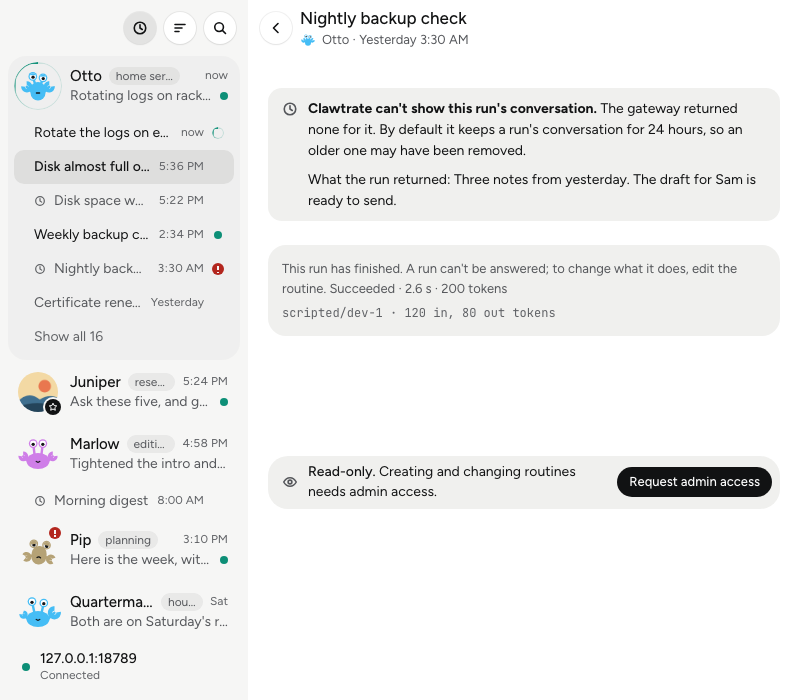 Otto home ser... now
Rotating logs on rack...
Rotate the logs on e... now
Disk almost full o... 5:36 PM
Disk space w... 5:22 PM
Weekly backup c... 2:34 PM
Nightly back... 3:30 AM
Certificate rene... Yesterday
Show all 16
Juniper rese... 5:24 PM
Ask these five, and g...
Marlow editi... 4:58 PM
Tightened the intro and...
Morning digest 8:00 AM
Pip planning 3:10 PM
Here is the week, wit...
Quarterma... hou... Sat
Both are on Saturday's r...
127.0.0.1:18789
Connected
Nightly backup check
Otto · Yesterday 3:30 AM
Clawtrate can't show this run's conversation. The gateway returned
none for it. By default it keeps a run's conversation for 24 hours, so an
older one may have been removed.
What the run returned: Three notes from yesterday. The draft for Sam is
ready to send.
This run has finished. A run can't be answered; to change what it does, edit the
routine. Succeeded · 2.6 s · 200 tokens
scripted/dev-1 · 120 in, 80 out tokens
Read-only. Creating and changing routines
needs admin access.
Request admin access